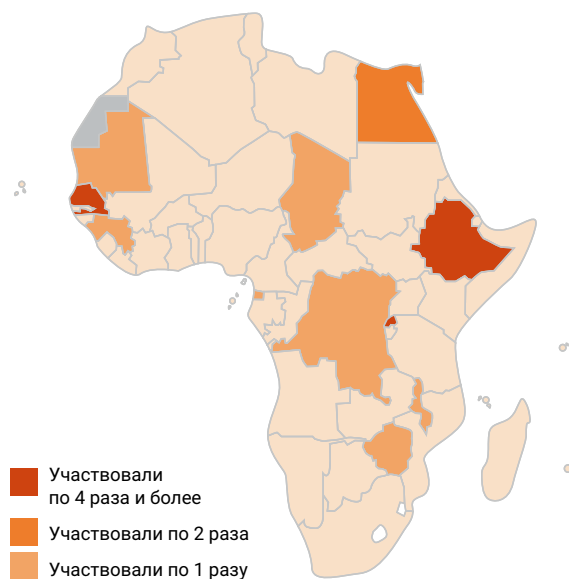 Участвовали
по 4 раза и более
Участвовали по 2 раза
Участвовали по 1 разу